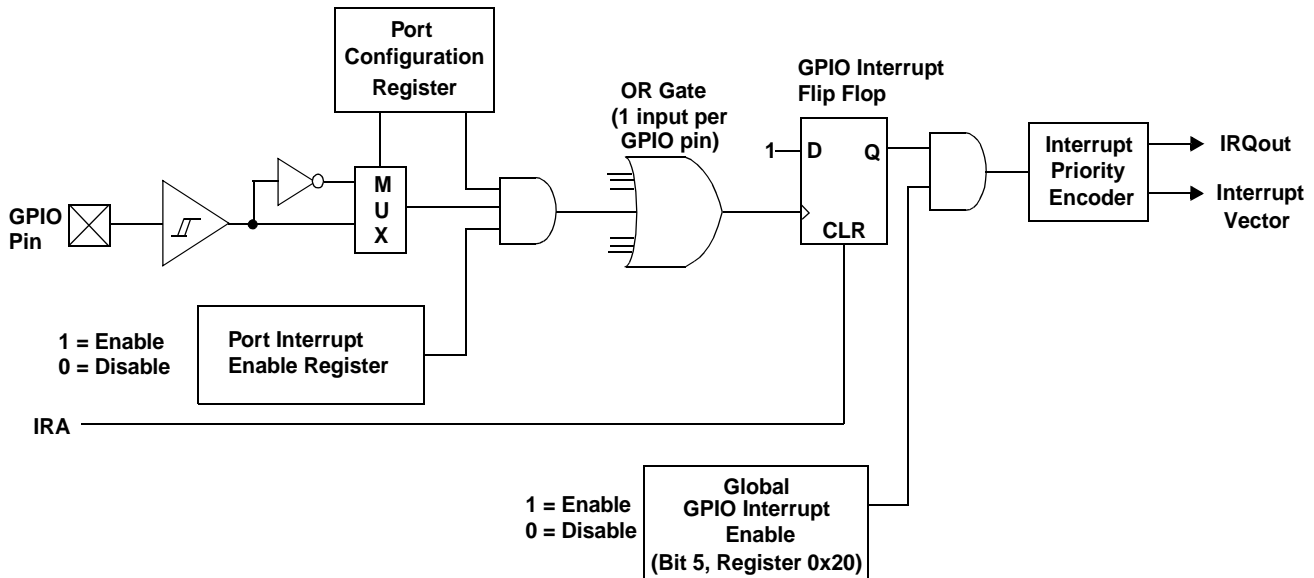 Port
Configuration
Register
OR Gate
(1 input per
GPIO pin)
GPIO Interrupt
Flip Flop
GPIO
Pin
M
U
X
1
D
Q
CLR
Interrupt
Priority
Encoder
IRQout
Interrupt
Vector
1 = Enable
0 = Disable
Port Interrupt
Enable Register
IRA
1 = Enable
0 = Disable
Global
GPIO Interrupt
Enable
(Bit 5, Register 0x20)